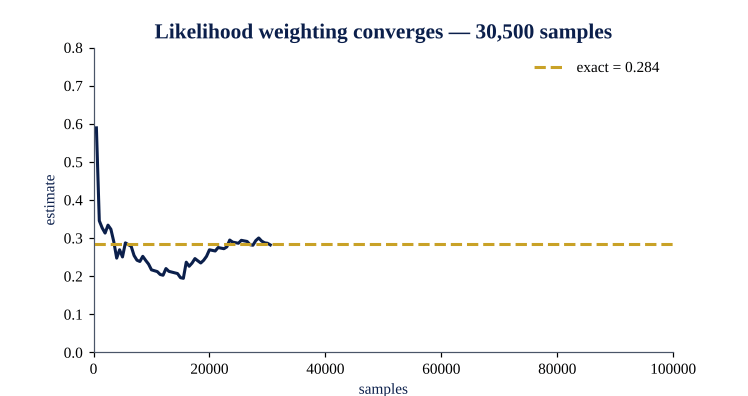 Likelihood weighting converges — 30,500 samples
exact = 0.284
estimate
0.8
0.7
0.6
0.5
0.4
0.3
0.2
0.1
0.0
0 20000 40000 60000 80000 100000
samples